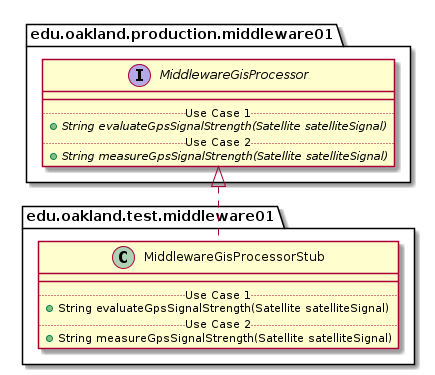 edu.oakland.production.middleware01
I MiddlewareGisProcessor
Use Case 1
String evaluateGpsSignalStrength(Satellite satelliteSignal)
Use Case 2
String measureGpsSignalStrength(Satellite satelliteSignal)
edu.oakland.test.middleware01
C MiddlewareGisProcessorStub
Use Case 1
String evaluateGpsSignalStrength(Satellite satelliteSignal)
Use Case 2
String measureGpsSignalStrength(Satellite satelliteSignal)